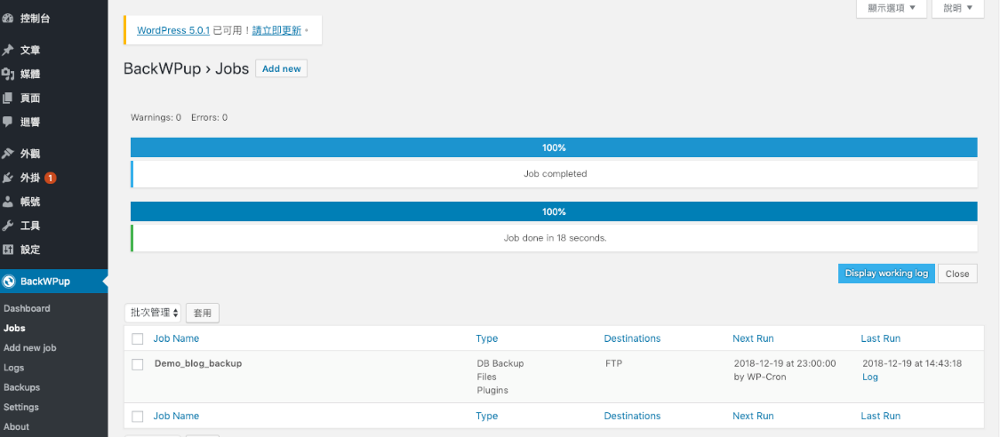 控制台
文章
媒體
頁面
迴響
外觀
外掛 1
帳號
工具
設定
BackWPup
Dashboard
Jobs
Add new job
Logs
Backups
Settings
About
顯示選項 說明
WordPress 5.0.1 已可用！請立即更新。
BackWPup › Jobs Add new
Warnings: 0 Errors: 0
100%
Job completed
100%
Job done in 18 seconds.
Display working log Close
批次管理 套用
Job Name Type Destinations Next Run Last Run
Demo_blog_backup DB Backup FTP 2018-12-19 at 23:00:00 2018-12-19 at 14:43:18
Files by WP-Cron Log
Plugins
Job Name Type Destinations Next Run Last Run